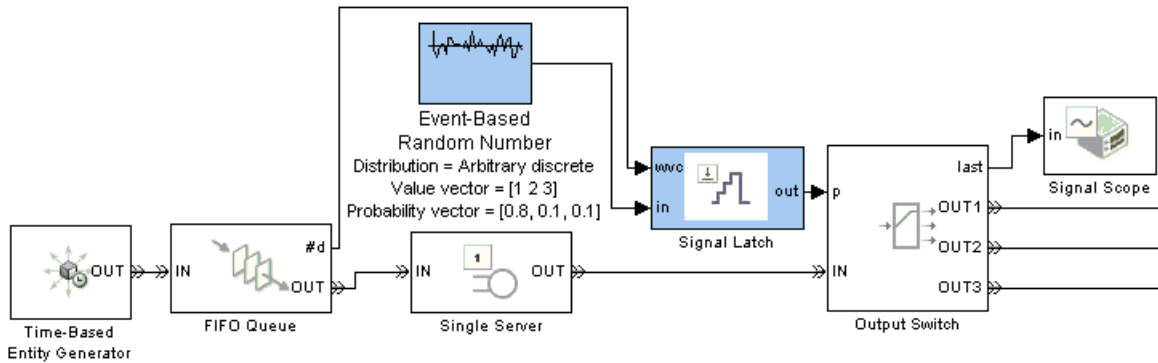 Event-Based
Random Number
Distribution = Arbitrary discrete
Value vector = [1 2 3]
Probability vector = [0.8, 0.1, 0.1]
wvc
in
out
Signal Latch
p
IN
last
OUT1
OUT2
OUT3
Output Switch
in
Signal Scope
OUT
Time-Based
Entity Generator
IN
#d
OUT
FIFO Queue
IN
1
OUT
Single Server